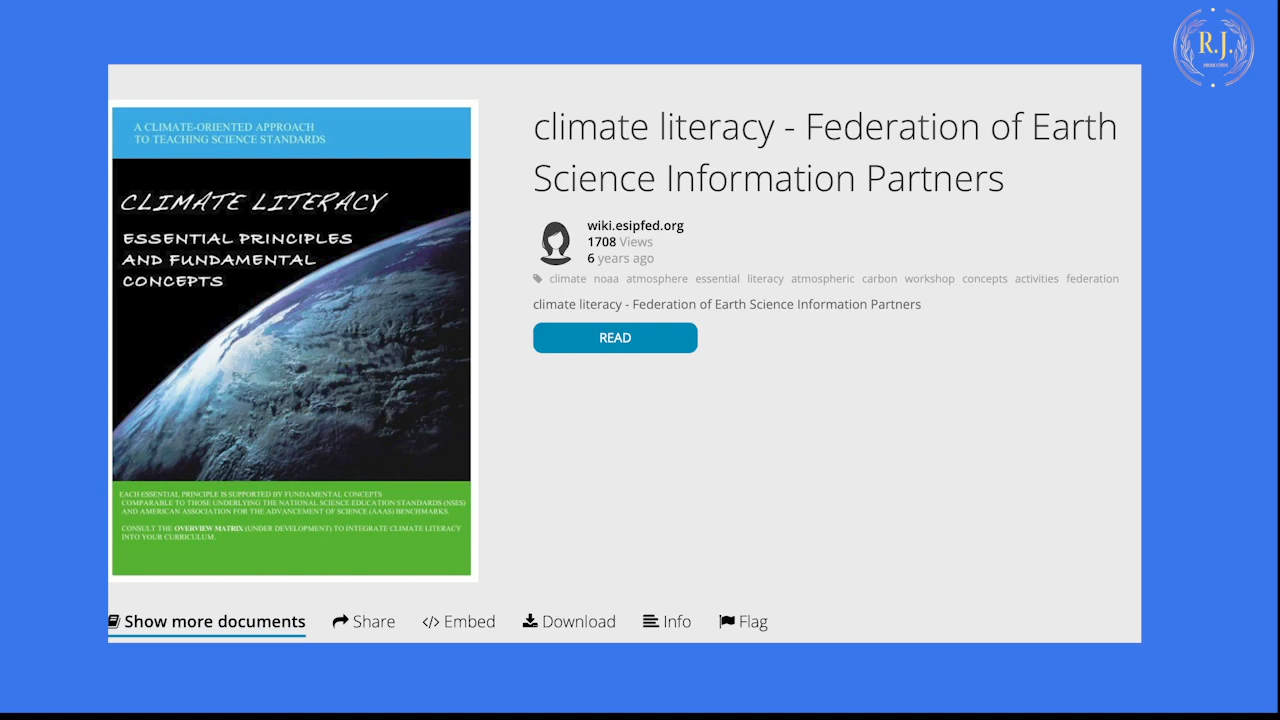 R.J.
PRODUCTION
A CLIMATE-ORIENTED APPROACH
TO TEACHING SCIENCE STANDARDS
CLIMATE LITERACY
ESSENTIAL PRINCIPLES
AND FUNDAMENTAL
CONCEPTS
EACH ESSENTIAL PRINCIPLE IS SUPPORTED BY FUNDAMENTAL CONCEPTS
COMPARABLE TO THOSE UNDERLYING THE NATIONAL SCIENCE EDUCATION STANDARDS (NSES)
AND AMERICAN ASSOCIATION FOR THE ADVANCEMENT OF SCIENCE (AAAS) BENCHMARKS.
CONSULT THE OVERVIEW MATRIX (UNDER DEVELOPMENT) TO INTEGRATE CLIMATE LITERACY
INTO YOUR CURRICULUM.
climate literacy - Federation of Earth
Science Information Partners
wiki.esipfed.org
1708 Views
6 years ago
climate noaa atmosphere essential literacy atmospheric carbon workshop concepts activities federation
climate literacy - Federation of Earth Science Information Partners
READ
Show more documents Share Embed Download Info Flag